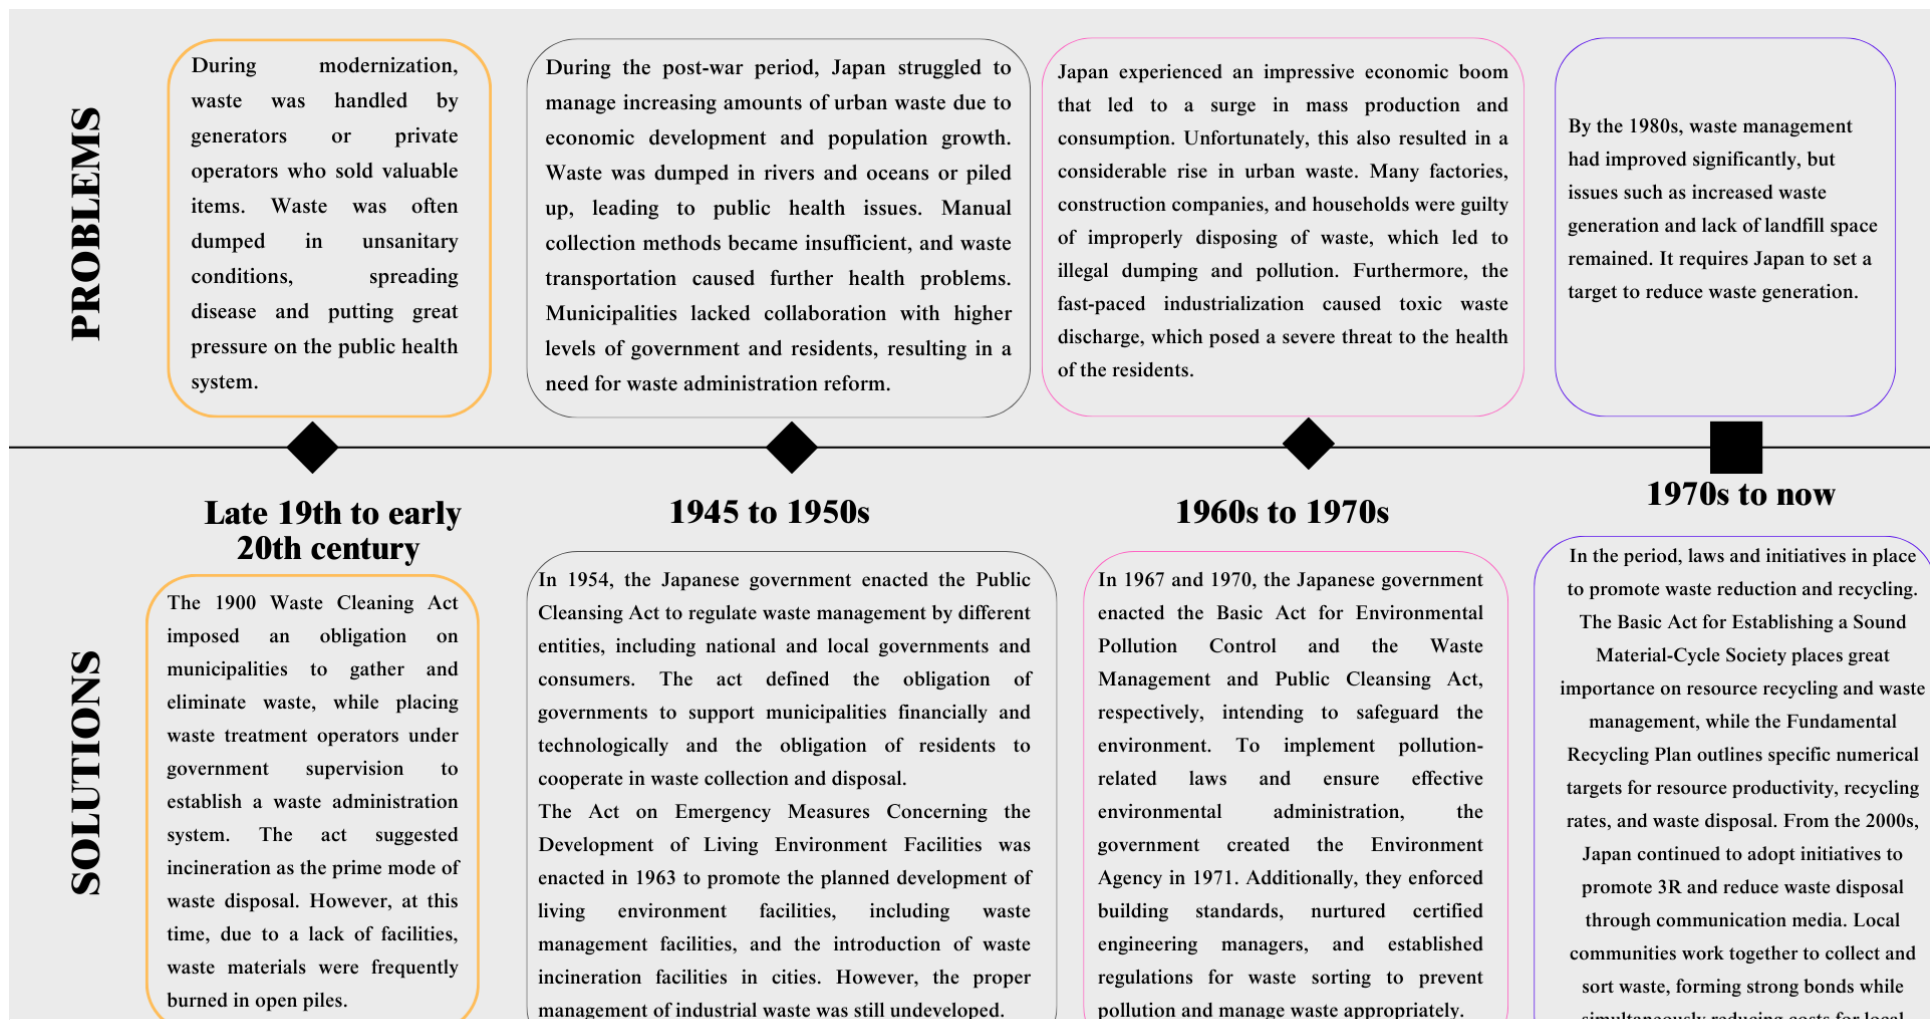 PROBLEMS
During modernization,
waste was handled by
generators or private
operators who sold valuable
items. Waste was often
dumped in unsanitary
conditions, spreading
disease and putting great
pressure on the public health
system.
During the post-war period, Japan struggled to
manage increasing amounts of urban waste due to
economic development and population growth.
Waste was dumped in rivers and oceans or piled
up, leading to public health issues. Manual
collection methods became insufficient, and waste
transportation caused further health problems.
Municipalities lacked collaboration with higher
levels of government and residents, resulting in a
need for waste administration reform.
Japan experienced an impressive economic boom
that led to a surge in mass production and
consumption. Unfortunately, this also resulted in a
considerable rise in urban waste. Many factories,
construction companies, and households were guilty
of improperly disposing of waste, which led to
illegal dumping and pollution. Furthermore, the
fast-paced industrialization caused toxic waste
discharge, which posed a severe threat to the health
of the residents.
By the 1980s, waste management
had improved significantly, but
issues such as increased waste
generation and lack of landfill space
remained. It requires Japan to set a
target to reduce waste generation.
Late 19th to early
20th century
1945 to 1950s
1960s to 1970s
1970s to now
SOLUTIONS
The 1900 Waste Cleaning Act
imposed an obligation on
municipalities to gather and
eliminate waste, while placing
waste treatment operators under
government supervision to
establish a waste administration
system. The act suggested
incineration as the prime mode of
waste disposal. However, at this
time, due to a lack of facilities,
waste materials were frequently
burned in open piles.
In 1954, the Japanese government enacted the Public
Cleansing Act to regulate waste management by different
entities, including national and local governments and
consumers. The act defined the obligation of
governments to support municipalities financially and
technologically and the obligation of residents to
cooperate in waste collection and disposal.
The Act on Emergency Measures Concerning the
Development of Living Environment Facilities was
enacted in 1963 to promote the planned development of
living environment facilities, including waste
management facilities, and the introduction of waste
incineration facilities in cities. However, the proper
management of industrial waste was still undeveloped.
In 1967 and 1970, the Japanese government
enacted the Basic Act for Environmental
Pollution Control and the Waste
Management and Public Cleansing Act,
respectively, intending to safeguard the
environment. To implement pollution-
related laws and ensure effective
environmental administration, the
government created the Environment
Agency in 1971. Additionally, they enforced
building standards, nurtured certified
engineering managers, and established
regulations for waste sorting to prevent
pollution and manage waste appropriately.
In the period, laws and initiatives in place
to promote waste reduction and recycling.
The Basic Act for Establishing a Sound
Material-Cycle Society places great
importance on resource recycling and waste
management, while the Fundamental
Recycling Plan outlines specific numerical
targets for resource productivity, recycling
rates, and waste disposal. From the 2000s,
Japan continued to adopt initiatives to
promote 3R and reduce waste disposal
through communication media. Local
communities work together to collect and
sort waste, forming strong bonds while
simultaneously reducing costs for local